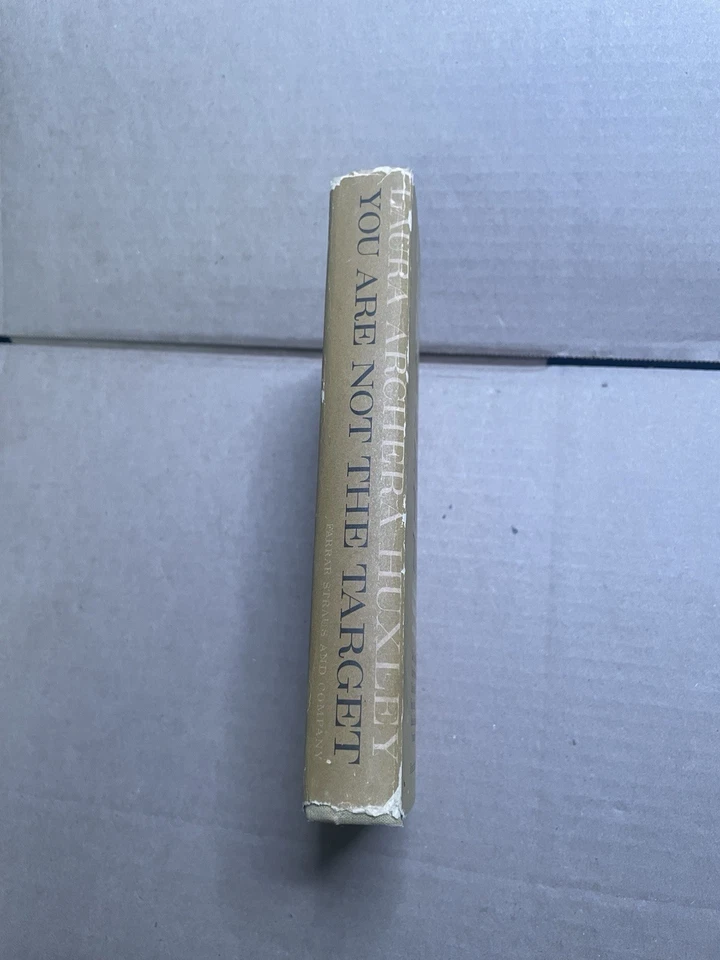 LAURA ARCHERA HUXLEY
YOU ARE NOT THE TARGET
FARRAR STRAUS AND COMPANY